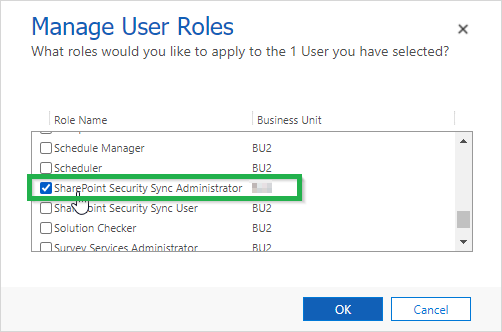 Manage User Roles
What roles would you like to apply to the 1 User you have selected?
Role Name Business Unit
Schedule Manager BU2
Scheduler BU2
SharePoint Security Sync Administrator
SharePoint Security Sync User BU2
Solution Checker BU2
Survey Services Administrator BU2
OK Cancel